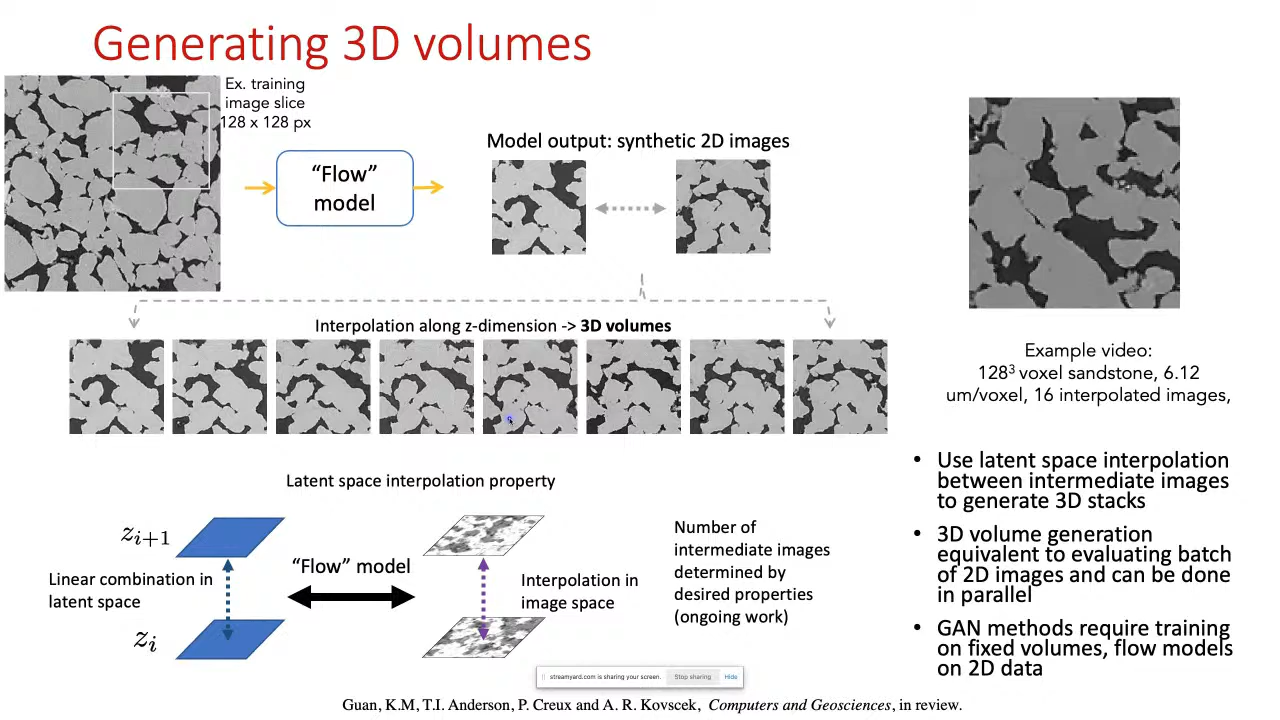 Generating 3D volumes
Ex. training
image slice
128 x 128 px
“Flow”
model
Model output: synthetic 2D images
Interpolation along z-dimension -> 3D volumes
Example video:
128³ voxel sandstone, 6.12
um/voxel, 16 interpolated images,
Latent space interpolation property
zᵢ₊₁
Linear combination in
latent space
zᵢ
“Flow” model
Interpolation in
image space
Number of
intermediate images
determined by
desired properties
(ongoing work)
• Use latent space interpolation
between intermediate images
to generate 3D stacks
• 3D volume generation
equivalent to evaluating batch
of 2D images and can be done
in parallel
• GAN methods require training
on fixed volumes, flow models
on 2D data
streamyard.com is sharing your screen. Stop sharing Hide
Guan, K.M, T.I. Anderson, P. Creux and A. R. Kovscek, Computers and Geosciences, in review.